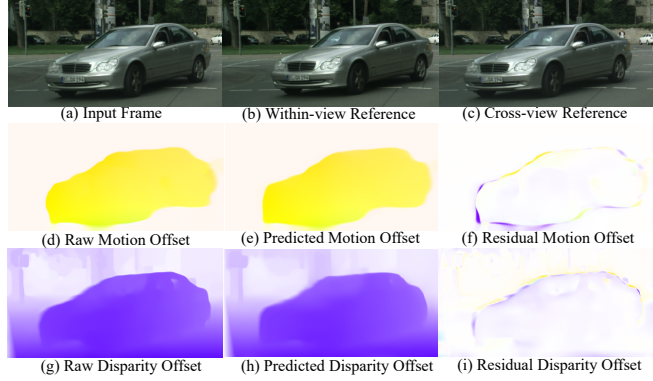 (a) Input Frame
(b) Within-view Reference
(c) Cross-view Reference
(d) Raw Motion Offset
(e) Predicted Motion Offset
(f) Residual Motion Offset
(g) Raw Disparity Offset
(h) Predicted Disparity Offset
(i) Residual Disparity Offset